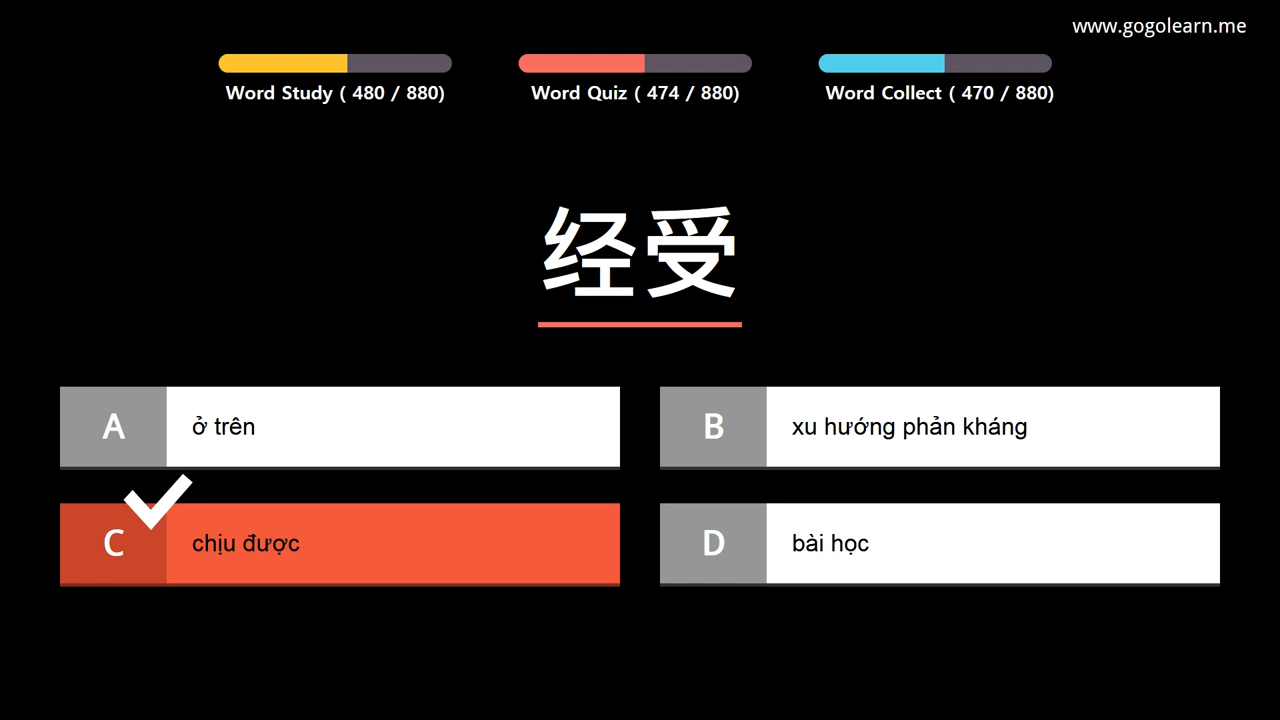 www.gogolearn.me
Word Study ( 480 / 880)
Word Quiz ( 474 / 880)
Word Collect ( 470 / 880)
经受
A ở trên
B xu hướng phản kháng
C chịu được
D bài học